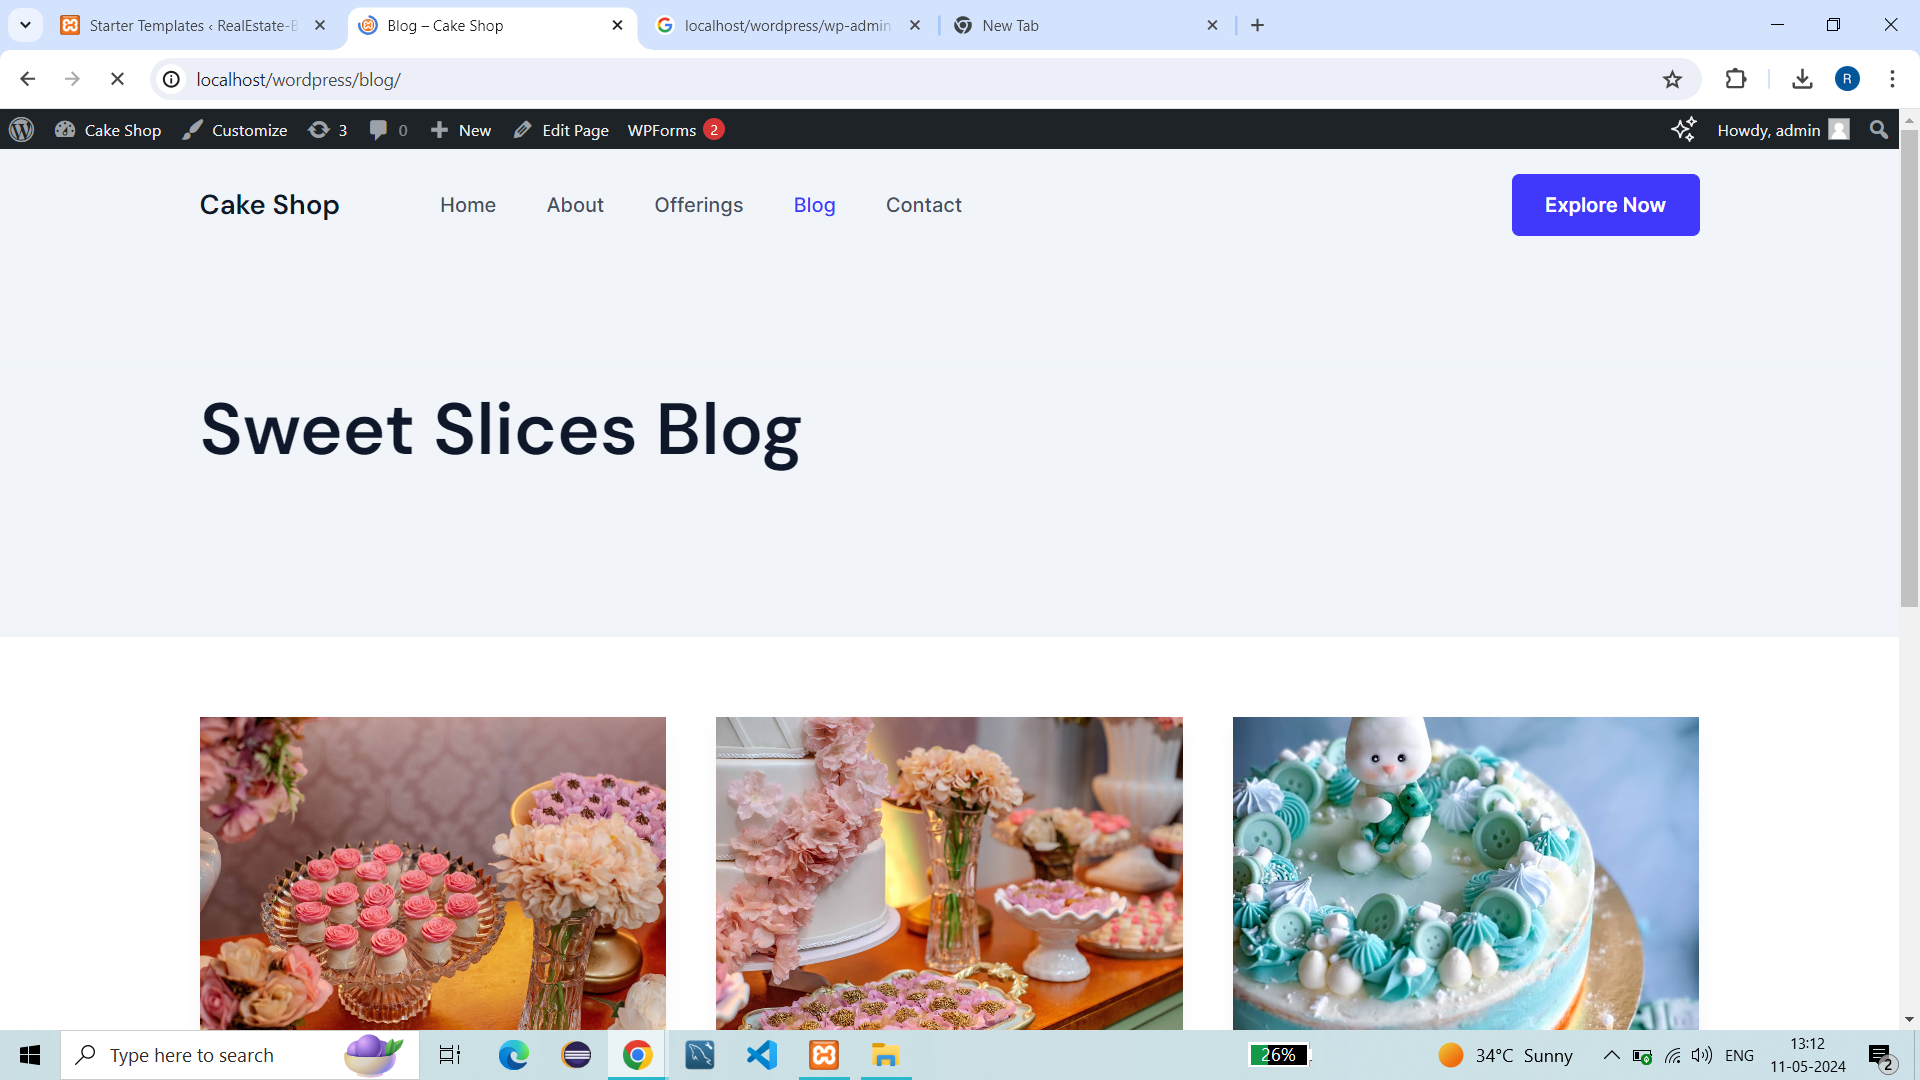 Starter Templates ‹ RealEstate-B
Blog – Cake Shop
localhost/wordpress/wp-admin
New Tab
localhost/wordpress/blog/
R
Cake Shop
Customize
3
0
New
Edit Page
WPForms
2
Howdy, admin
Cake Shop
Home
About
Offerings
Blog
Contact
Explore Now
Sweet Slices Blog
Type here to search
26%
34°C Sunny
ENG
13:12
11-05-2024
2